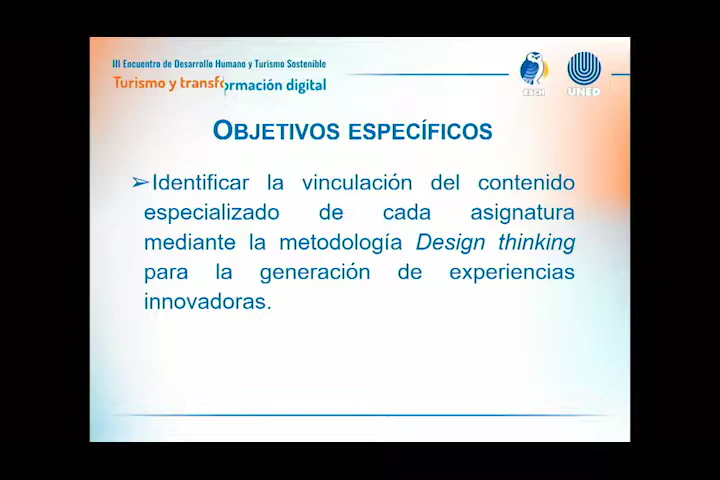 III Encuentro de Desarrollo Humano y Turismo Sostenible
Turismo y transformación digital
ESCH
UNED
OBJETIVOS ESPECÍFICOS
➢Identificar la vinculación del contenido
especializado de cada asignatura
mediante la metodología Design thinking
para la generación de experiencias
innovadoras.